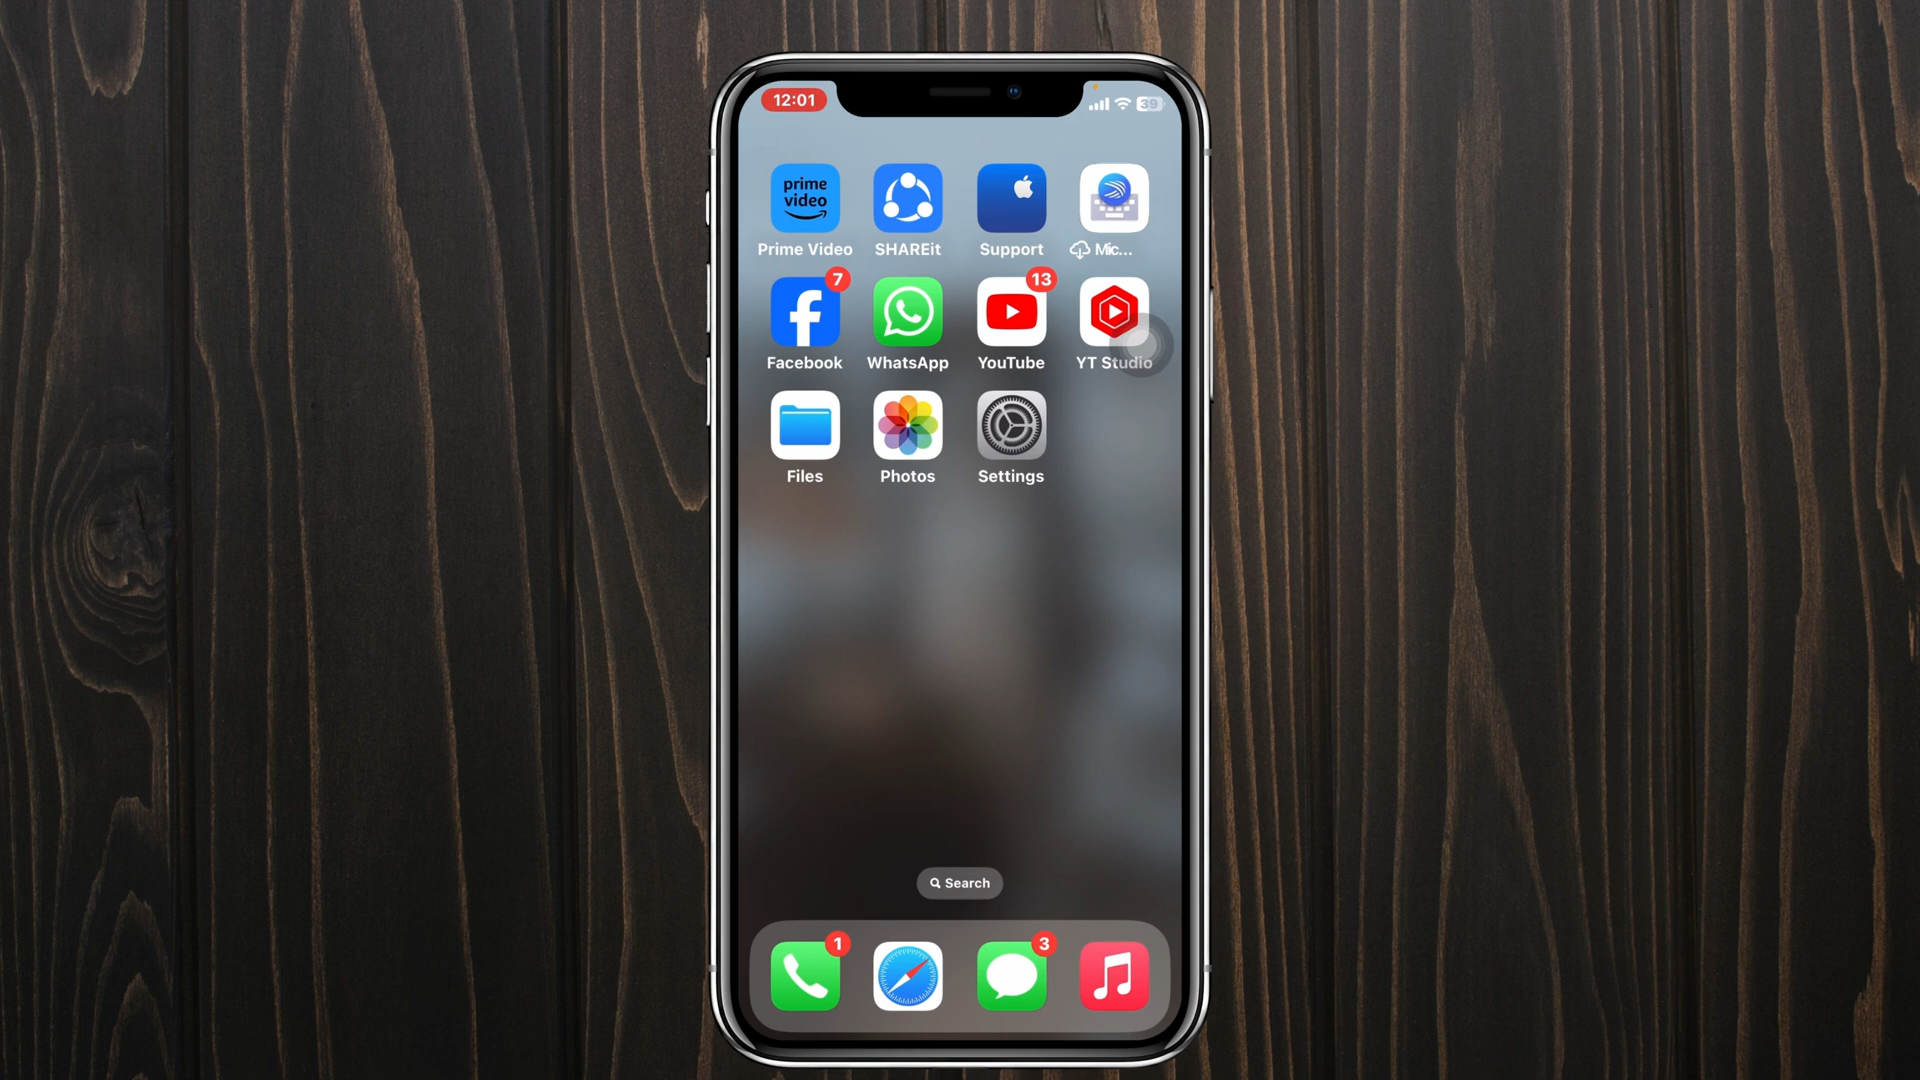 12:01
39
prime
video
Prime Video
SHAREit
Support
Mic...
7
13
Facebook
WhatsApp
YouTube
YT Studio
Files
Photos
Settings
Search
1
3